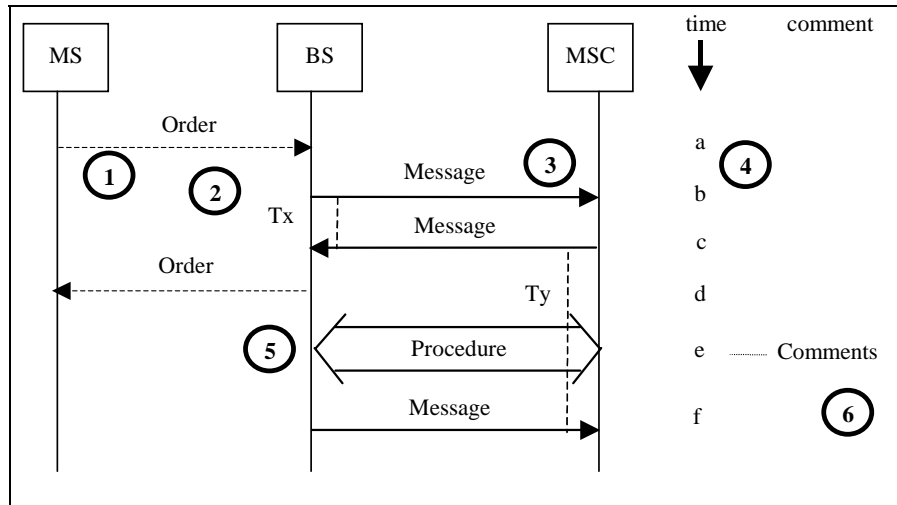 time comment
MS BS MSC
Order
a
1 3 4
Message
2
b
Tx
Message
c
Order
d
Ty
5 Procedure e Comments
Message
f 6